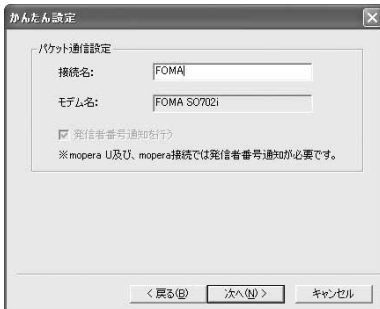 かんたん設定
パケット通信設定
接続名: FOMA
モデム名: FOMA SO702i
発信者番号通知を行う
※mopera U及び、mopera接続では発信者番号通知が必要です。
< 戻る(B) 次へ(N) > キャンセル